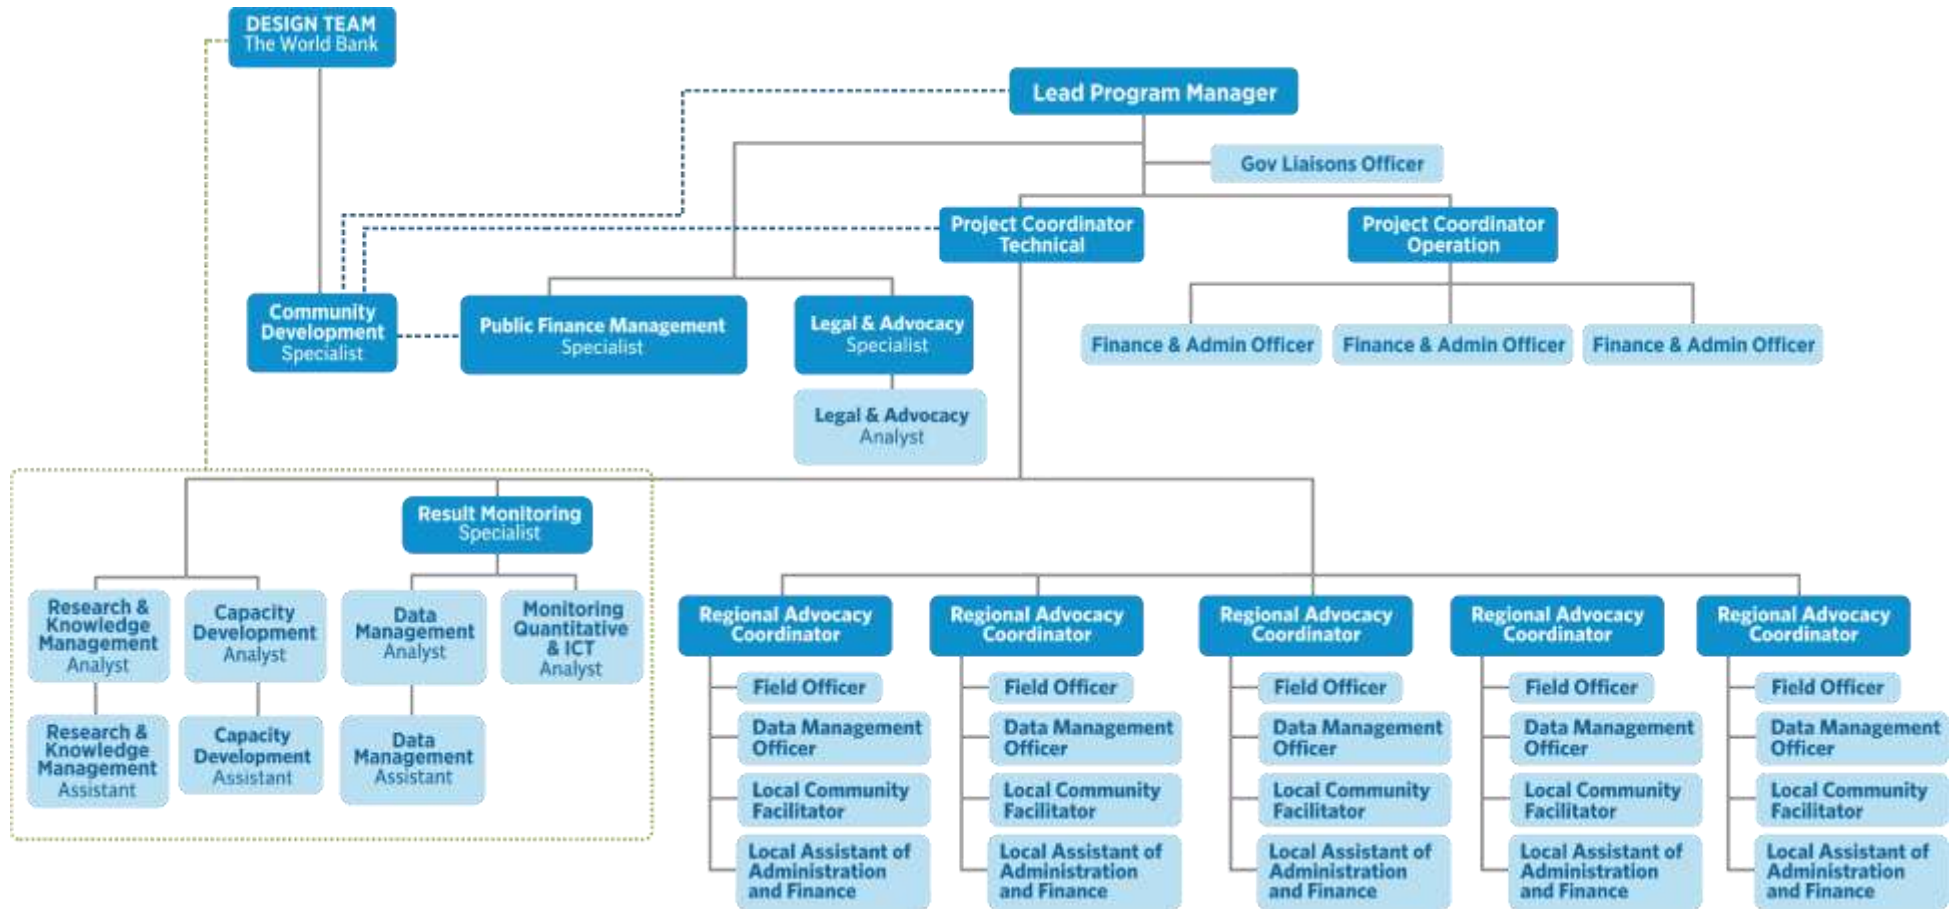 DESIGN TEAM
The World Bank
Lead Program Manager
Gov Liaisons Officer
Project Coordinator
Technical
Project Coordinator
Operation
Community
Development
Specialist
Public Finance Management
Specialist
Legal & Advocacy
Specialist
Finance & Admin Officer
Finance & Admin Officer
Finance & Admin Officer
Legal & Advocacy
Analyst
Result Monitoring
Specialist
Research &
Knowledge
Management
Analyst
Capacity
Development
Analyst
Data
Management
Analyst
Monitoring
Quantitative
& ICT
Analyst
Research &
Knowledge
Management
Assistant
Capacity
Development
Assistant
Data
Management
Assistant
Regional Advocacy
Coordinator
Field Officer
Data Management
Officer
Local Community
Facilitator
Local Assistant of
Administration
and Finance
Regional Advocacy
Coordinator
Field Officer
Data Management
Officer
Local Community
Facilitator
Local Assistant of
Administration
and Finance
Regional Advocacy
Coordinator
Field Officer
Data Management
Officer
Local Community
Facilitator
Local Assistant of
Administration
and Finance
Regional Advocacy
Coordinator
Field Officer
Data Management
Officer
Local Community
Facilitator
Local Assistant of
Administration
and Finance
Regional Advocacy
Coordinator
Field Officer
Data Management
Officer
Local Community
Facilitator
Local Assistant of
Administration
and Finance